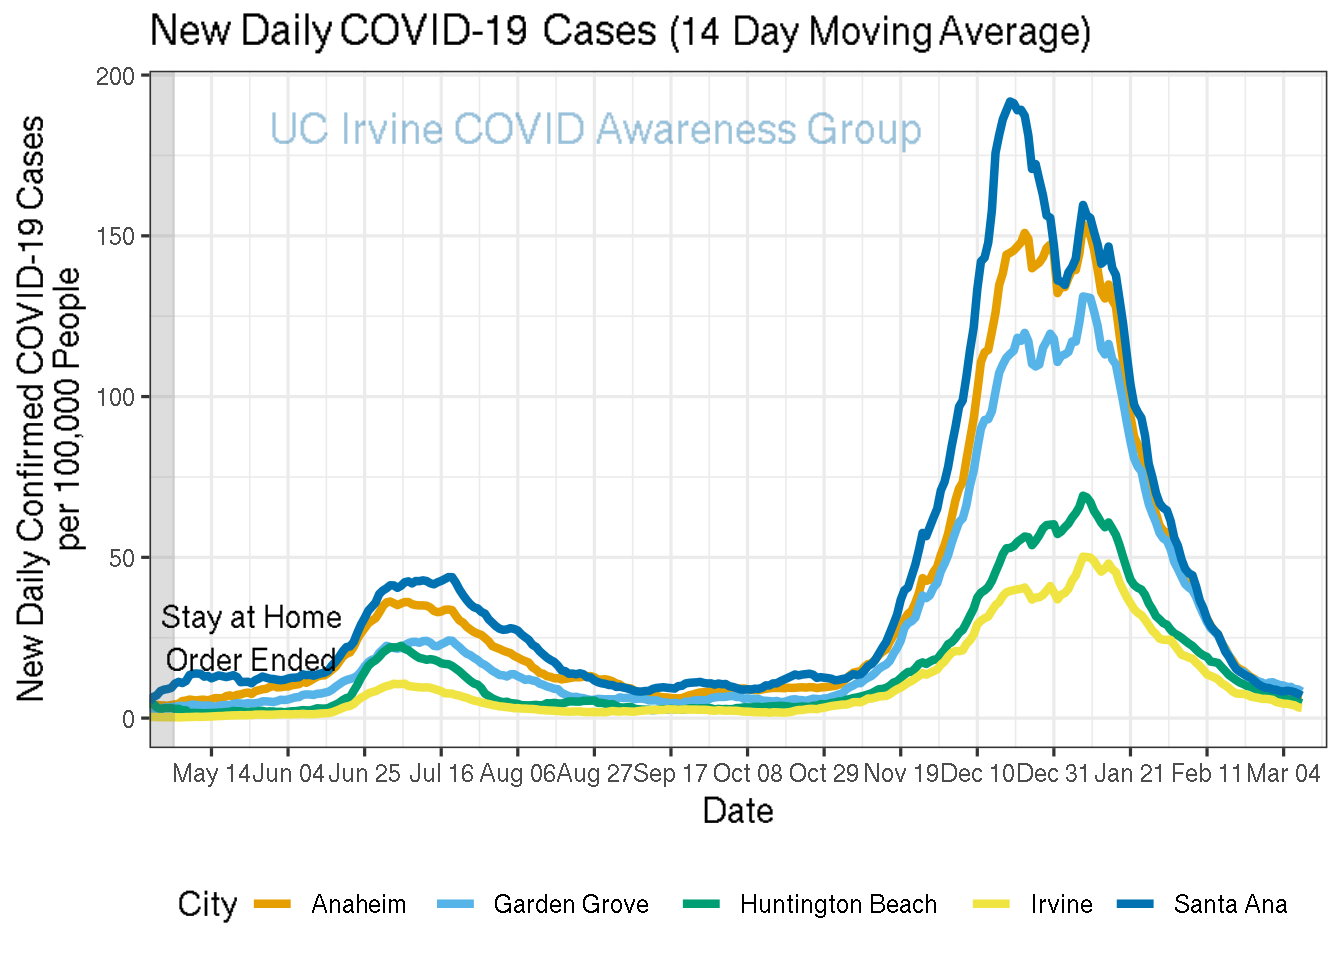 New Daily COVID-19 Cases (14 Day Moving Average)
UC Irvine COVID Awareness Group
New Daily Confirmed COVID-19 Cases
per 100,000 People
200
150
100
50
0
Stay at Home
Order Ended
May 14 Jun 04 Jun 25 Jul 16 Aug 06 Aug 27 Sep 17 Oct 08 Oct 29 Nov 19 Dec 10 Dec 31 Jan 21 Feb 11 Mar 04
Date
City Anaheim Garden Grove Huntington Beach Irvine Santa Ana